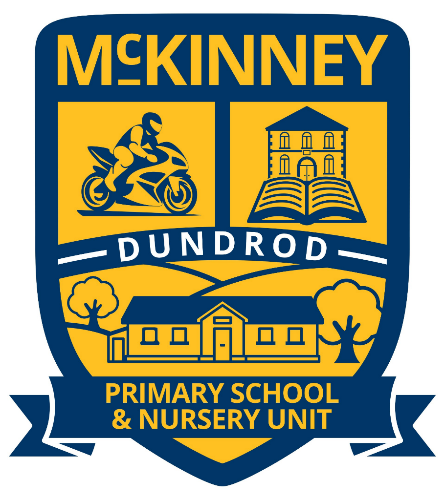 McKINNEY
DUNDROD
PRIMARY SCHOOL
& NURSERY UNIT